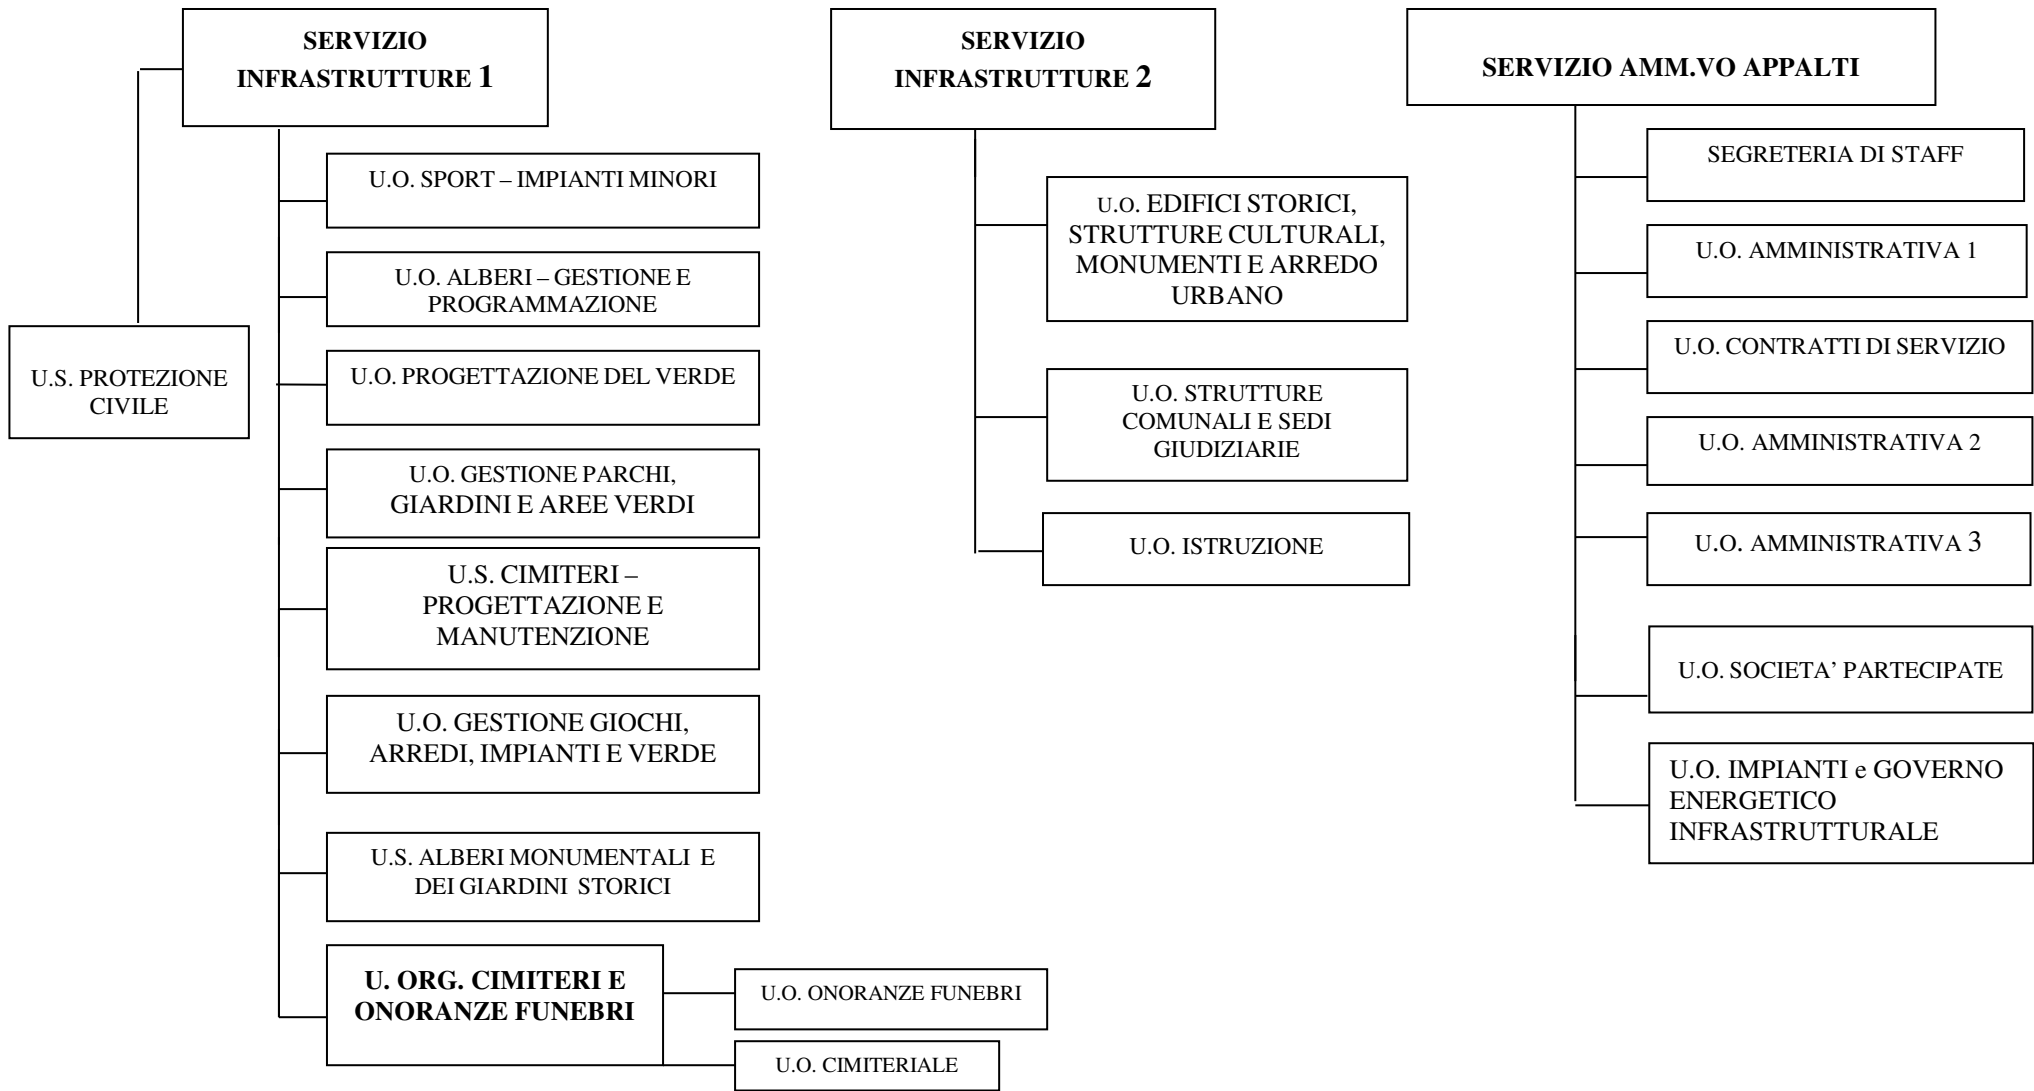 SERVIZIO
INFRASTRUTTURE 1
U.S. PROTEZIONE
CIVILE
U.O. SPORT – IMPIANTI MINORI
U.O. ALBERI – GESTIONE E
PROGRAMMAZIONE
U.O. PROGETTAZIONE DEL VERDE
U.O. GESTIONE PARCHI,
GIARDINI E AREE VERDI
U.S. CIMITERI –
PROGETTAZIONE E
MANUTENZIONE
U.O. GESTIONE GIOCHI,
ARREDI, IMPIANTI E VERDE
U.S. ALBERI MONUMENTALI E
DEI GIARDINI STORICI
U. ORG. CIMITERI E
ONORANZE FUNEBRI
U.O. ONORANZE FUNEBRI
U.O. CIMITERIALE
SERVIZIO
INFRASTRUTTURE 2
U.O. EDIFICI STORICI,
STRUTTURE CULTURALI,
MONUMENTI E ARREDO
URBANO
U.O. STRUTTURE
COMUNALI E SEDI
GIUDIZIARIE
U.O. ISTRUZIONE
SERVIZIO AMM.VO APPALTI
SEGRETERIA DI STAFF
U.O. AMMINISTRATIVA 1
U.O. CONTRATTI DI SERVIZIO
U.O. AMMINISTRATIVA 2
U.O. AMMINISTRATIVA 3
U.O. SOCIETA’ PARTECIPATE
U.O. IMPIANTI e GOVERNO
ENERGETICO
INFRASTRUTTURALE